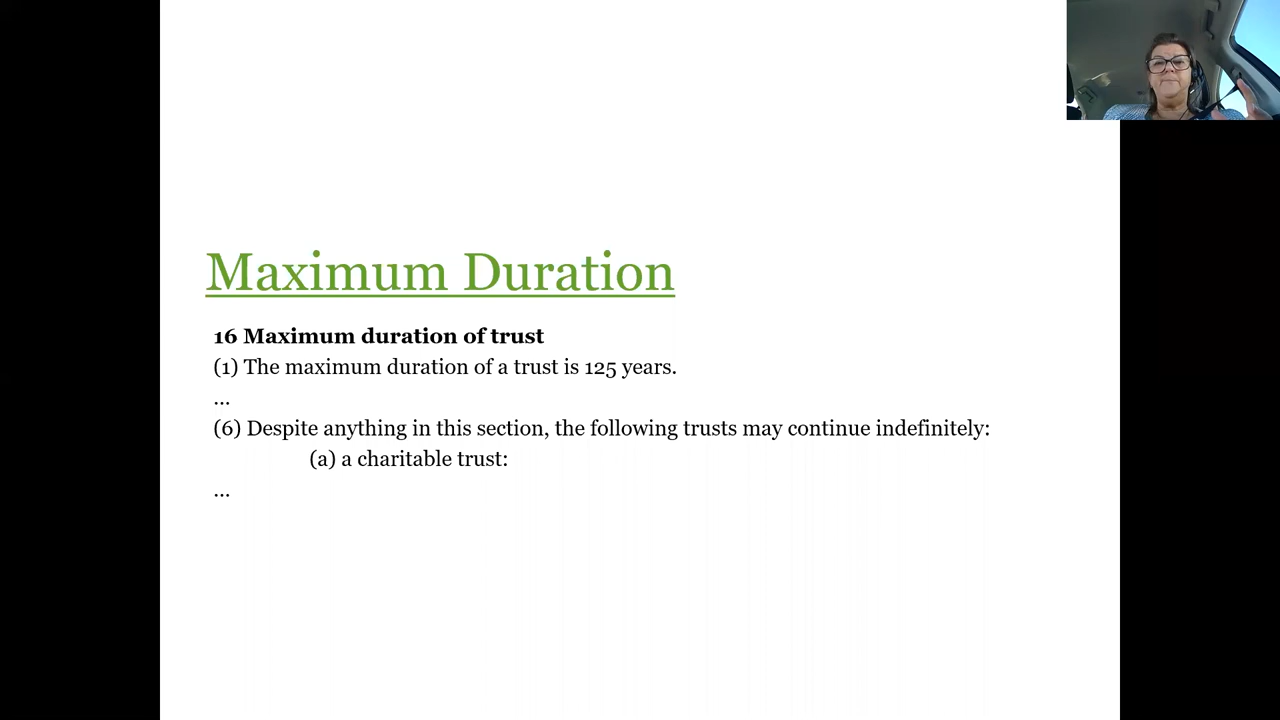 Maximum Duration
16 Maximum duration of trust
(1) The maximum duration of a trust is 125 years.
...
(6) Despite anything in this section, the following trusts may continue indefinitely:
(a) a charitable trust:
...